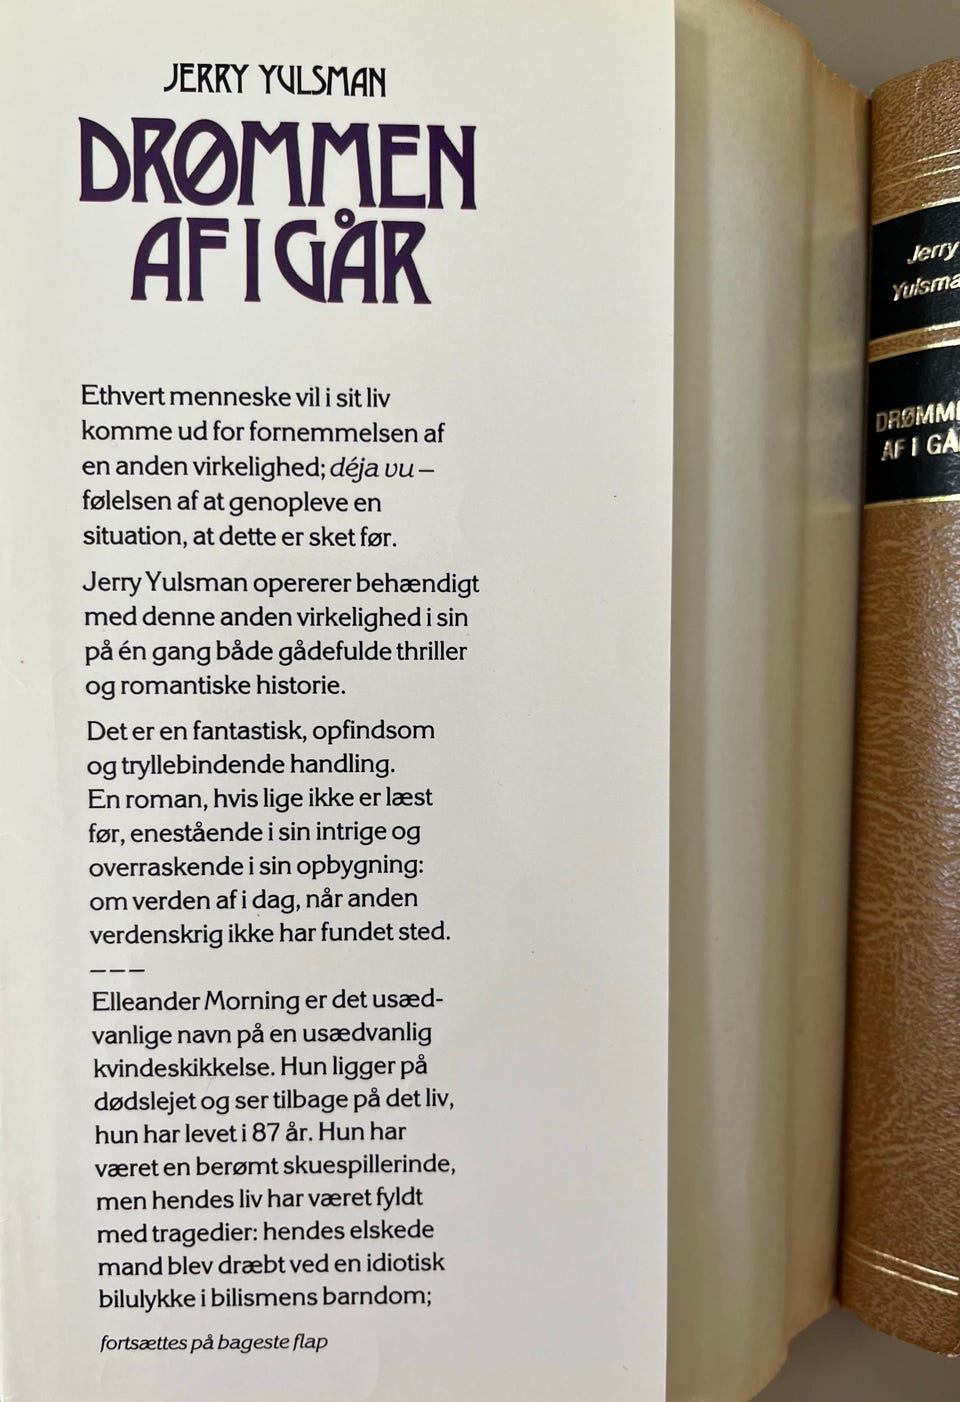 JERRY YULSMAN
DRØMMEN
AF I GÅR
Ethvert menneske vil i sit liv
komme ud for fornemmelsen af
en anden virkelighed; déja vu –
følelsen af at genopleve en
situation, at dette er sket før.
Jerry Yulsman opererer behændigt
med denne anden virkelighed i sin
på én gang både gådefulde thriller
og romantiske historie.
Det er en fantastisk, opfindsom
og tryllebindende handling.
En roman, hvis lige ikke er læst
før, enestående i sin intrige og
overraskende i sin opbygning:
om verden af i dag, når anden
verdenskrig ikke har fundet sted.
– – –
Elleander Morning er det usæd-
vanlige navn på en usædvanlig
kvindeskikkelse. Hun ligger på
dødslejet og ser tilbage på det liv,
hun har levet i 87 år. Hun har
været en berømt skuespillerinde,
men hendes liv har været fyldt
med tragedier: hendes elskede
mand blev dræbt ved en idiotisk
bilulykke i bilismens barndom;
fortsættes på bageste flap
Jerry
Yulsma
DRØMM
AF I GÅ